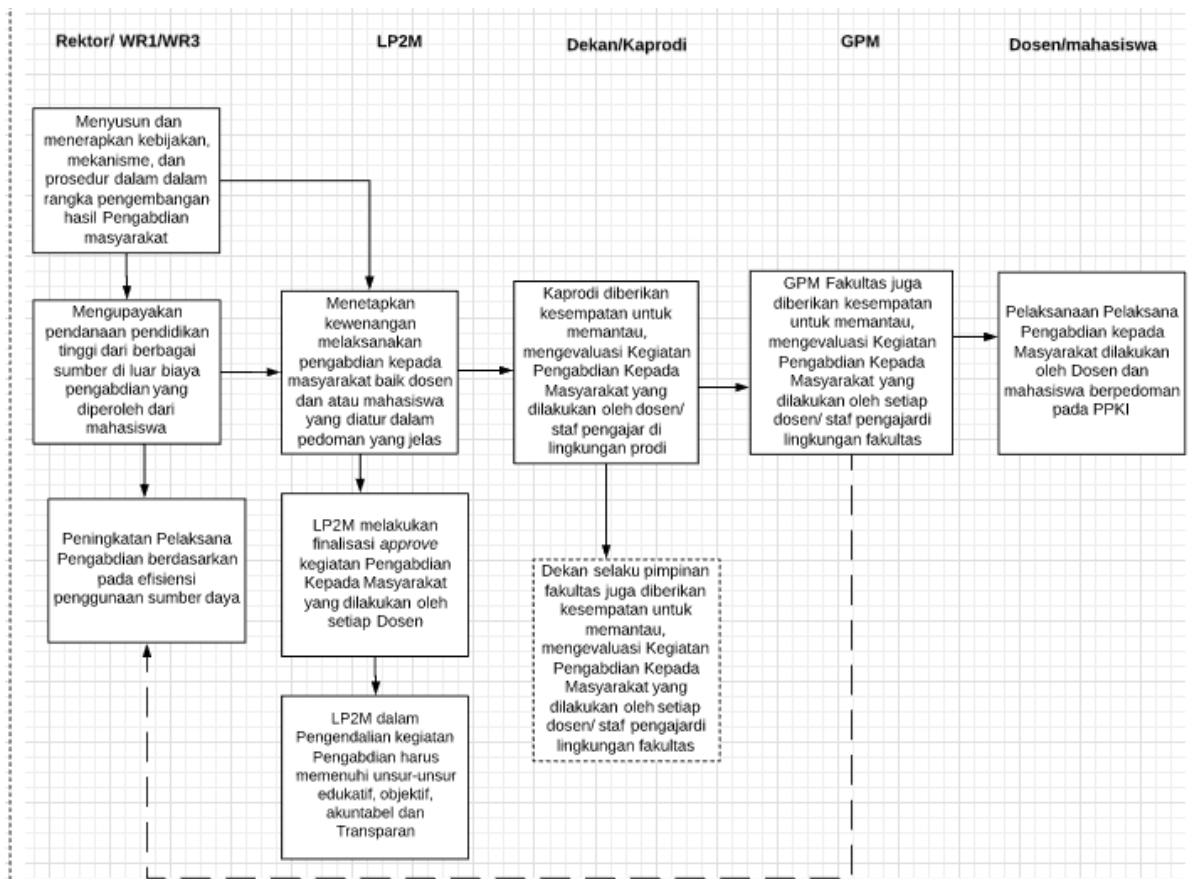 Rektor/ WR1/WR3
LP2M
Dekan/Kaprodi
GPM
Dosen/mahasiswa
Menyusun dan
menerapkan kebijakan,
mekanisme, dan
prosedur dalam dalam
rangka pengembangan
hasil Pengabdian
masyarakat
Mengupayakan
pendanaan pendidikan
tinggi dari berbagai
sumber di luar biaya
pengabdian yang
diperoleh dari
mahasiswa
Peningkatan Pelaksana
Pengabdian berdasarkan
pada efisiensi
penggunaan sumber daya
Menetapkan
kewenangan
melaksanakan
pengabdian kepada
masyarakat baik dosen
dan atau mahasiswa
yang diatur dalam
pedoman yang jelas
LP2M melakukan
finalisasi approve
kegiatan Pengabdian
Kepada Masyarakat
yang dilakukan oleh
setiap Dosen
LP2M dalam
Pengendalian kegiatan
Pengabdian harus
memenuhi unsur-unsur
edukatif, objektif,
akuntabel dan
Transparan
Kaprodi diberikan
kesempatan untuk
memantau,
mengevaluasi Kegiatan
Pengabdian Kepada
Masyarakat yang
dilakukan oleh dosen/
staf pengajar di
lingkungan prodi
Dekan selaku pimpinan
fakultas juga diberikan
kesempatan untuk
memantau,
mengevaluasi Kegiatan
Pengabdian Kepada
Masyarakat yang
dilakukan oleh setiap
dosen/ staf pengajardi
lingkungan fakultas
GPM Fakultas juga
diberikan kesempatan
untuk memantau,
mengevaluasi Kegiatan
Pengabdian Kepada
Masyarakat yang
dilakukan oleh setiap
dosen/ staf pengajardi
lingkungan fakultas
Pelaksanaan Pelaksana
Pengabdian kepada
Masyarakat dilakukan
oleh Dosen dan
mahasiswa berpedoman
pada PPKI